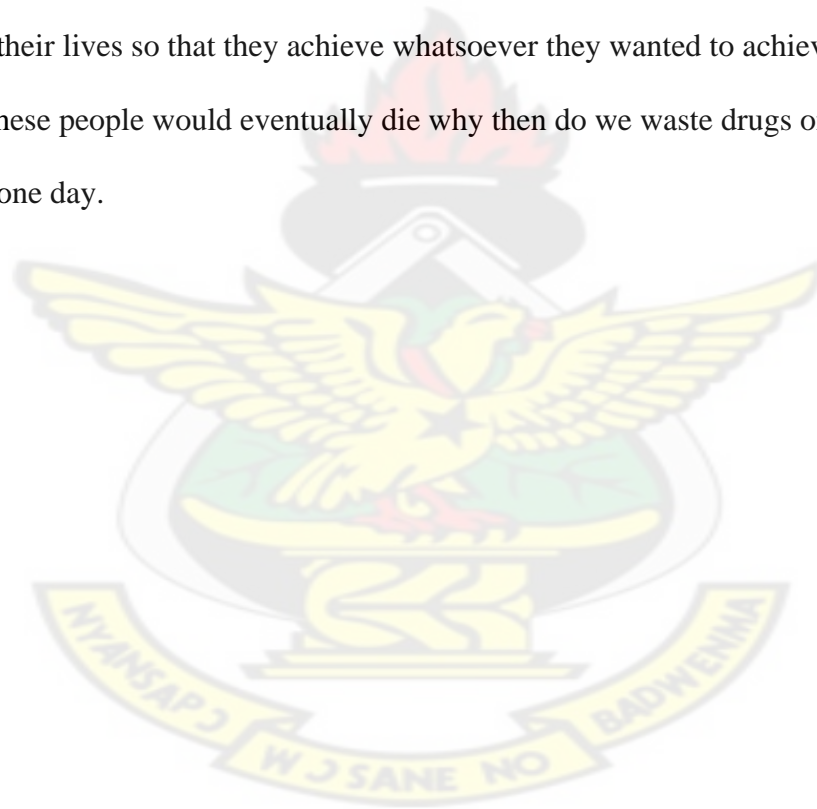 their lives so that they achieve whatsoever they wanted to achiev
hese people would eventually die why then do we waste drugs o
one day.
NYANSAPƆ
WƆSANE NO
BADWENMA